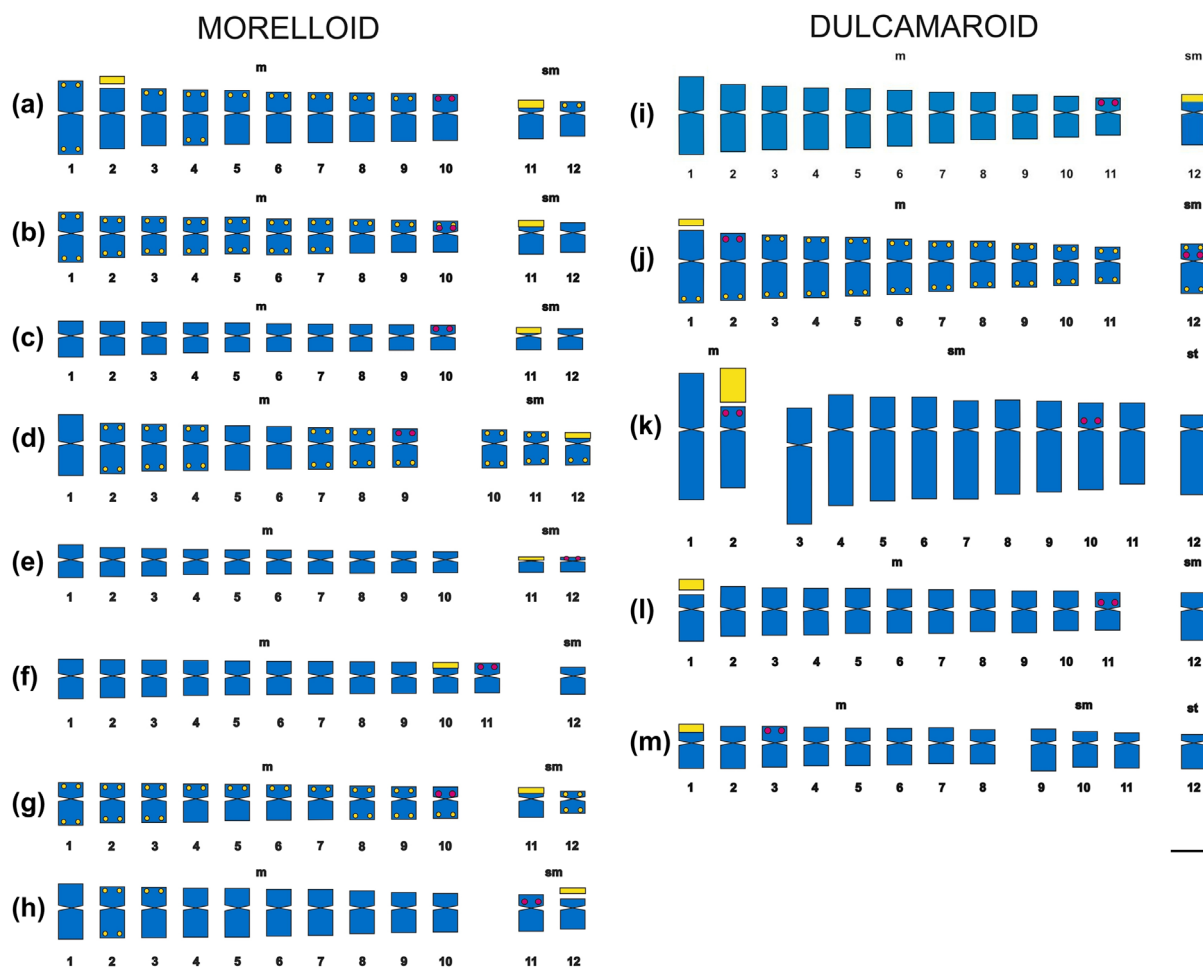 MORELLOID
m sm
(a)
1 2 3 4 5 6 7 8 9 10 11 12
m sm
(b)
1 2 3 4 5 6 7 8 9 10 11 12
m sm
(c)
1 2 3 4 5 6 7 8 9 10 11 12
m sm
(d)
1 2 3 4 5 6 7 8 9 10 11 12
m sm
(e)
1 2 3 4 5 6 7 8 9 10 11 12
m sm
(f)
1 2 3 4 5 6 7 8 9 10 11 12
m sm
(g)
1 2 3 4 5 6 7 8 9 10 11 12
m sm
(h)
1 2 3 4 5 6 7 8 9 10 11 12
DULCAMAROID
m sm
(i)
1 2 3 4 5 6 7 8 9 10 11 12
m sm
(j)
1 2 3 4 5 6 7 8 9 10 11 12
m sm st
(k)
1 2 3 4 5 6 7 8 9 10 11 12
m sm
(l)
1 2 3 4 5 6 7 8 9 10 11 12
m sm st
(m)
1 2 3 4 5 6 7 8 9 10 11 12